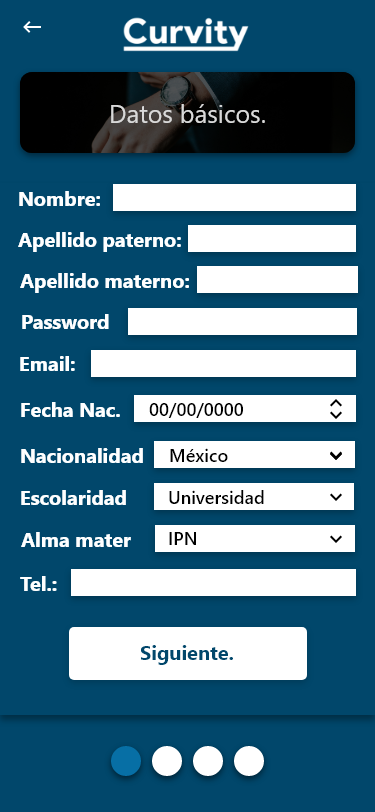 Curvity
Datos básicos.
Nombre:
Apellido paterno:
Apellido materno:
Password
Email:
Fecha Nac. 00/00/0000
Nacionalidad México
Escolaridad Universidad
Alma mater IPN
Tel.:
Siguiente.